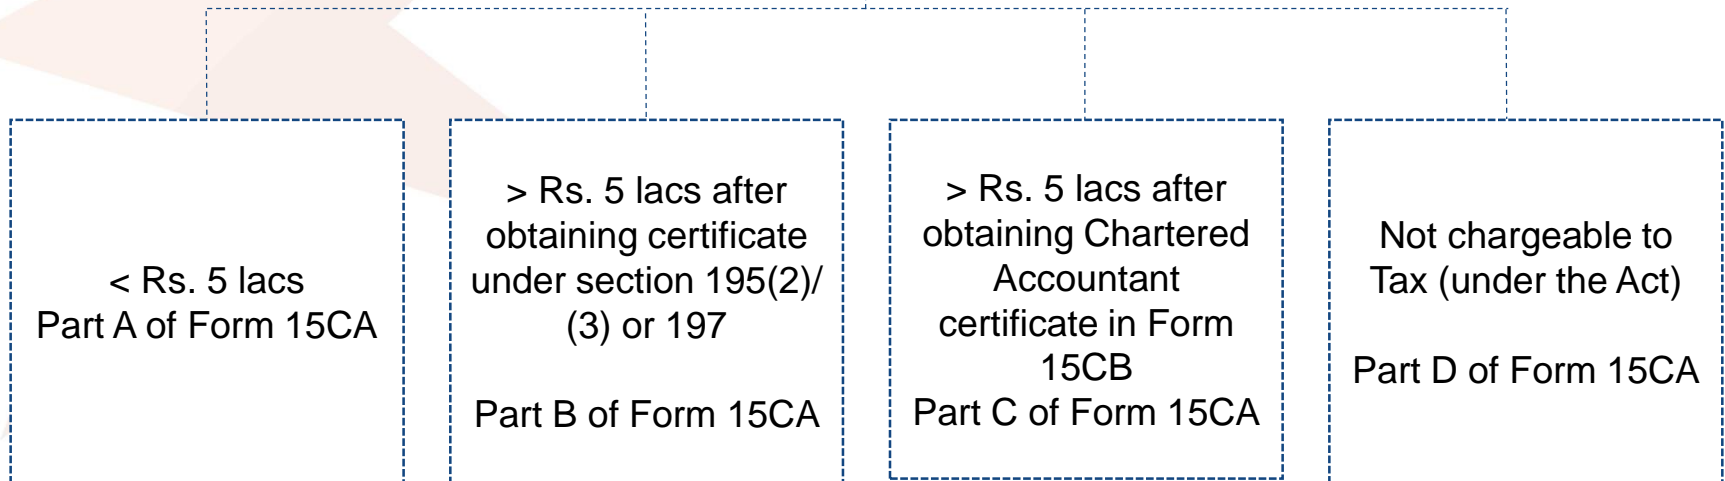 < Rs. 5 lacs
Part A of Form 15CA
> Rs. 5 lacs after
obtaining certificate
under section 195(2)/
(3) or 197
Part B of Form 15CA
> Rs. 5 lacs after
obtaining Chartered
Accountant
certificate in Form
15CB
Part C of Form 15CA
Not chargeable to
Tax (under the Act)
Part D of Form 15CA